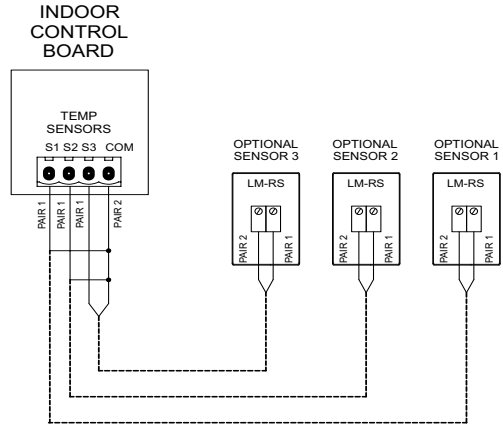 INDOOR
CONTROL
BOARD
TEMP
SENSORS
S1 S2 S3 COM
PAIR 1
PAIR 1
PAIR 1
PAIR 2
OPTIONAL
SENSOR 3
LM-RS
PAIR 2
PAIR 1
OPTIONAL
SENSOR 2
LM-RS
PAIR 2
PAIR 1
OPTIONAL
SENSOR 1
LM-RS
PAIR 2
PAIR 1